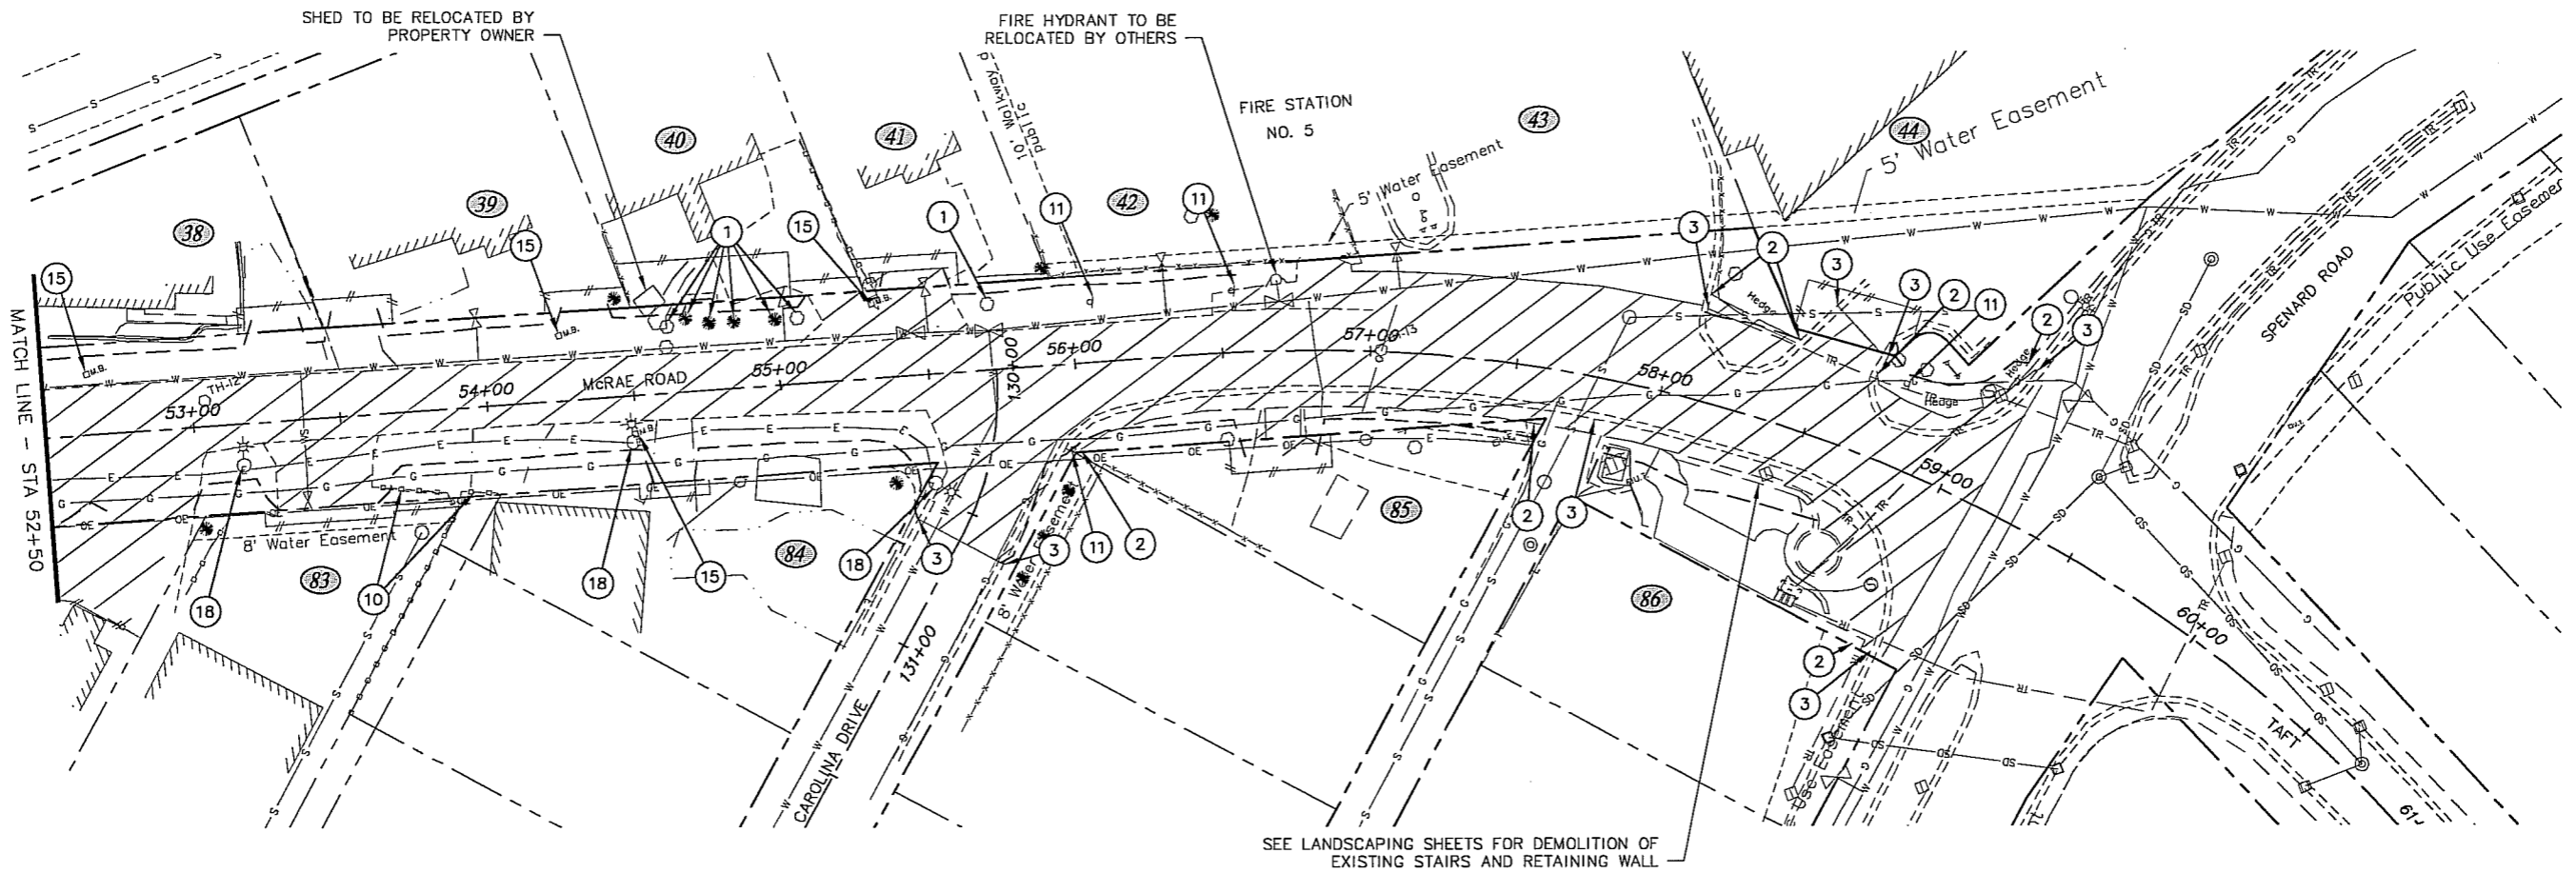 SHED TO BE RELOCATED BY
PROPERTY OWNER
FIRE HYDRANT TO BE
RELOCATED BY OTHERS
FIRE STATION
NO. 5
10' Walkway
public
5' Water Easement
5' Water Easement
38
39
40
41
42
43
44
15
15
1
15
1
11
11
3
2
3
3
2
11
2
3
MATCH LINE - STA 52+50
M.B.
M.B.
M.B.
M.B.
TH-12
53+00
54+00
McRAE ROAD
55+00
56+00
130+00
57+00
58+00
59+00
60+00
61+
Hedge
Hedge
Hedge
SPENARD ROAD
Public Use Easemen
8' Water Easement
8' Water Easement
83
84
85
86
18
10
18
15
18
3
3
11
2
2
3
2
3
131+00
CAROLINA DRIVE
Use Easement
TAFT
SEE LANDSCAPING SHEETS FOR DEMOLITION OF
EXISTING STAIRS AND RETAINING WALL